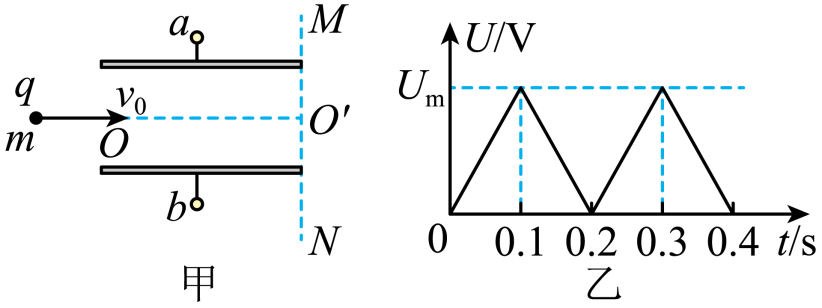 a
M
q
v₀
m
O
O′
b
N
甲
U/V
Uₘ
0
0.1
0.2
0.3
0.4
t/s
乙